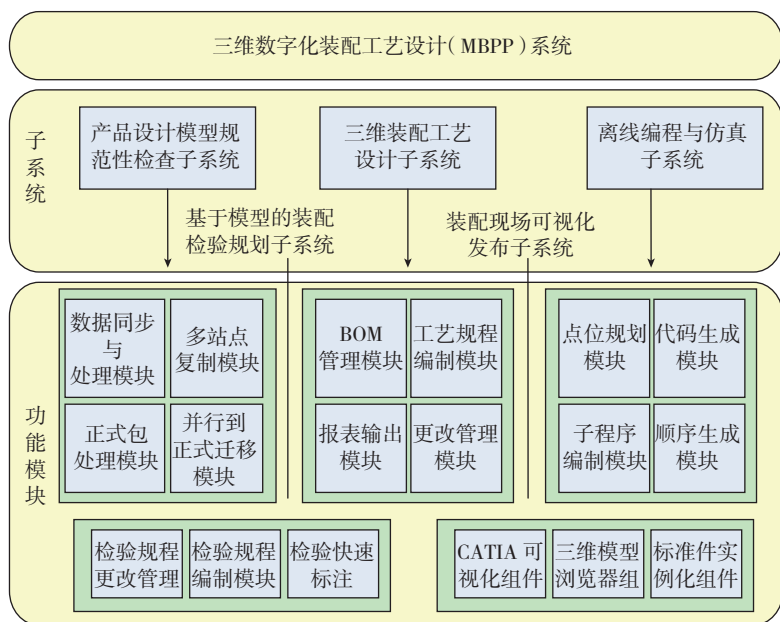 三维数字化装配工艺设计(MBPP)系统
子系统
产品设计模型规
范性检查子系统
三维装配工艺
设计子系统
离线编程与仿真
子系统
基于模型的装配
检验规划子系统
装配现场可视化
发布子系统
功能模块
数据同步
与
处理模块
多站点
复制模块
正式包
处理模块
并行到
正式迁移
模块
BOM
管理模块
工艺规程
编制模块
报表输出
模块
更改管理
模块
点位规划
模块
代码生成
模块
子程序
编制模块
顺序生成
模块
检验规程
更改管理
检验规程
编制模块
检验快速
标注
CATIA 可
视化组件
三维模型
浏览器组
标准件实
例化组件